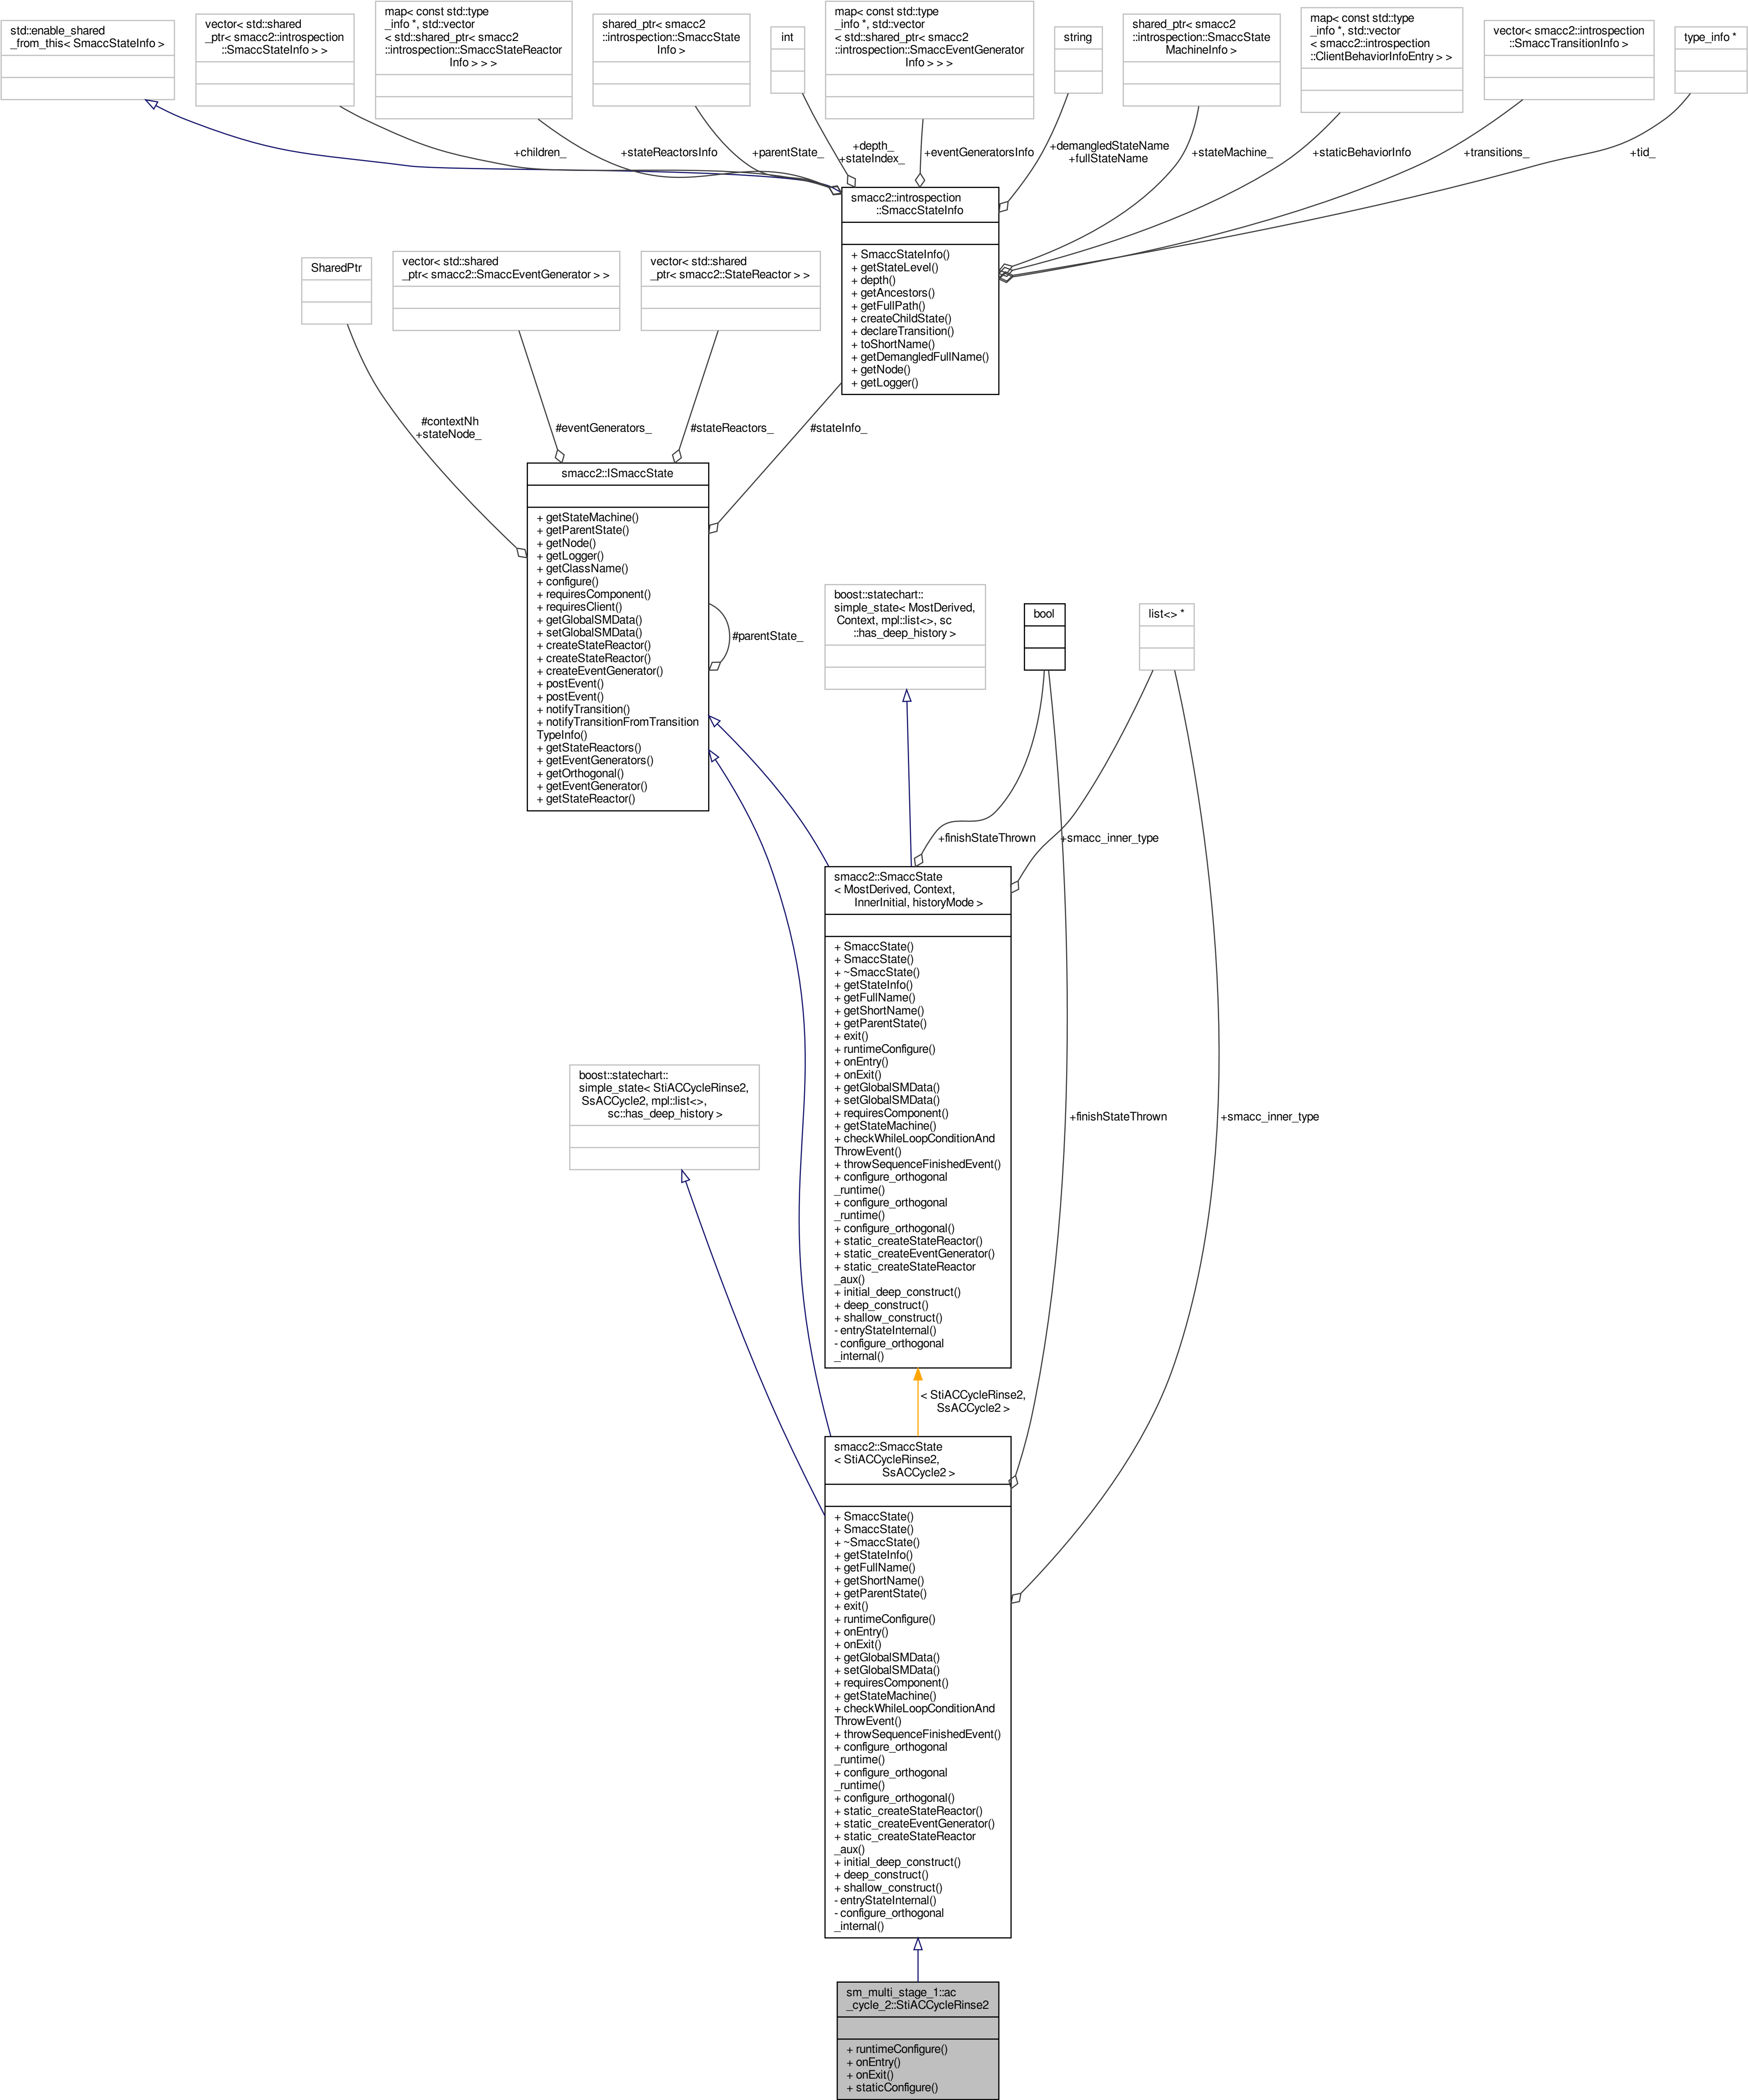 std::enable_shared
_from_this< SmaccStateInfo >
vector< std::shared
_ptr< smacc2::introspection
::SmaccStateInfo > >
map< const std::type
_info *, std::vector
< std::shared_ptr< smacc2
::introspection::SmaccStateReactor
Info > > >
shared_ptr< smacc2
::introspection::SmaccState
Info >
int
map< const std::type
_info *, std::vector
< std::shared_ptr< smacc2
::introspection::SmaccEventGenerator
Info > > >
string
shared_ptr< smacc2
::introspection::SmaccState
MachineInfo >
map< const std::type
_info *, std::vector
< smacc2::introspection
::ClientBehaviorInfoEntry > >
vector< smacc2::introspection
::SmaccTransitionInfo >
type_info *
+children_
+stateReactorsInfo
+parentState_
+depth_
+stateIndex_
+eventGeneratorsInfo
+demangledStateName
+fullStateName
+stateMachine_
+staticBehaviorInfo
+transitions_
+tid_
smacc2::introspection
::SmaccStateInfo
+ SmaccStateInfo()
+ getStateLevel()
+ depth()
+ getAncestors()
+ getFullPath()
+ createChildState()
+ declareTransition()
+ toShortName()
+ getDemangledFullName()
+ getNode()
+ getLogger()
SharedPtr
vector< std::shared
_ptr< smacc2::SmaccEventGenerator > >
vector< std::shared
_ptr< smacc2::StateReactor > >
#contextNh
+stateNode_
#eventGenerators_
#stateReactors_
#stateInfo_
smacc2::ISmaccState
+ getStateMachine()
+ getParentState()
+ getNode()
+ getLogger()
+ getClassName()
+ configure()
+ requiresComponent()
+ requiresClient()
+ getGlobalSMData()
+ setGlobalSMData()
+ createStateReactor()
+ createStateReactor()
+ createEventGenerator()
+ postEvent()
+ postEvent()
+ notifyTransition()
+ notifyTransitionFromTransition
TypeInfo()
+ getStateReactors()
+ getEventGenerators()
+ getOrthogonal()
+ getEventGenerator()
+ getStateReactor()
#parentState_
boost::statechart::
simple_state< MostDerived,
Context, mpl::list<>, sc
::has_deep_history >
bool
list<> *
+finishStateThrown
+smacc_inner_type
smacc2::SmaccState
< MostDerived, Context,
InnerInitial, historyMode >
+ SmaccState()
+ SmaccState()
+ ~SmaccState()
+ getStateInfo()
+ getFullName()
+ getShortName()
+ getParentState()
+ exit()
+ runtimeConfigure()
+ onEntry()
+ onExit()
+ getGlobalSMData()
+ setGlobalSMData()
+ requiresComponent()
+ getStateMachine()
+ checkWhileLoopConditionAnd
ThrowEvent()
+ throwSequenceFinishedEvent()
+ configure_orthogonal
_runtime()
+ configure_orthogonal
_runtime()
+ configure_orthogonal()
+ static_createStateReactor()
+ static_createEventGenerator()
+ static_createStateReactor
_aux()
+ initial_deep_construct()
+ deep_construct()
+ shallow_construct()
- entryStateInternal()
- configure_orthogonal
_internal()
boost::statechart::
simple_state< StiACCycleRinse2,
SsACCycle2, mpl::list<>,
sc::has_deep_history >
+finishStateThrown
+smacc_inner_type
< StiACCycleRinse2,
SsACCycle2 >
smacc2::SmaccState
< StiACCycleRinse2,
SsACCycle2 >
+ SmaccState()
+ SmaccState()
+ ~SmaccState()
+ getStateInfo()
+ getFullName()
+ getShortName()
+ getParentState()
+ exit()
+ runtimeConfigure()
+ onEntry()
+ onExit()
+ getGlobalSMData()
+ setGlobalSMData()
+ requiresComponent()
+ getStateMachine()
+ checkWhileLoopConditionAnd
ThrowEvent()
+ throwSequenceFinishedEvent()
+ configure_orthogonal
_runtime()
+ configure_orthogonal
_runtime()
+ configure_orthogonal()
+ static_createStateReactor()
+ static_createEventGenerator()
+ static_createStateReactor
_aux()
+ initial_deep_construct()
+ deep_construct()
+ shallow_construct()
- entryStateInternal()
- configure_orthogonal
_internal()
sm_multi_stage_1::ac
_cycle_2::StiACCycleRinse2
+ runtimeConfigure()
+ onEntry()
+ onExit()
+ staticConfigure()